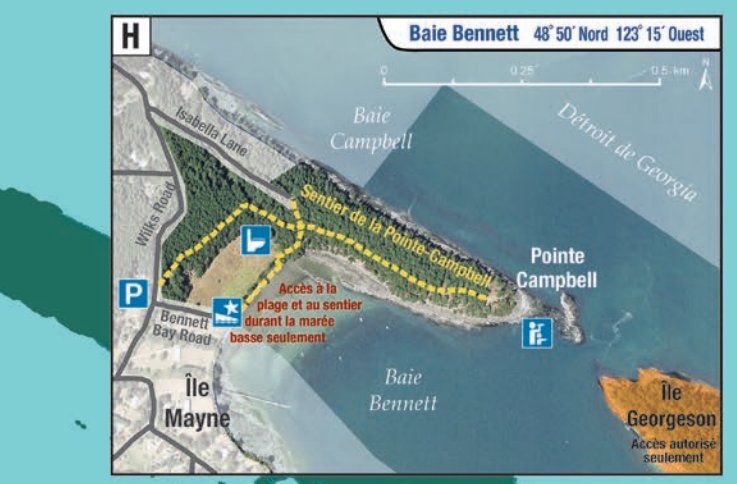 H
Baie Bennett 48° 50′ Nord 123° 15′ Ouest
N
0 0.25 0.5 km
Baie
Campbell
Détroit de Georgia
Isabella Lane
Sentier de la Pointe-Campbell
Wilks Road
Pointe
Campbell
P
Accès à la
plage et au sentier
durant la marée
basse seulement
Bennett
Bay Road
Île
Mayne
Baie
Bennett
Île
Georgeson
Accès autorisé
seulement